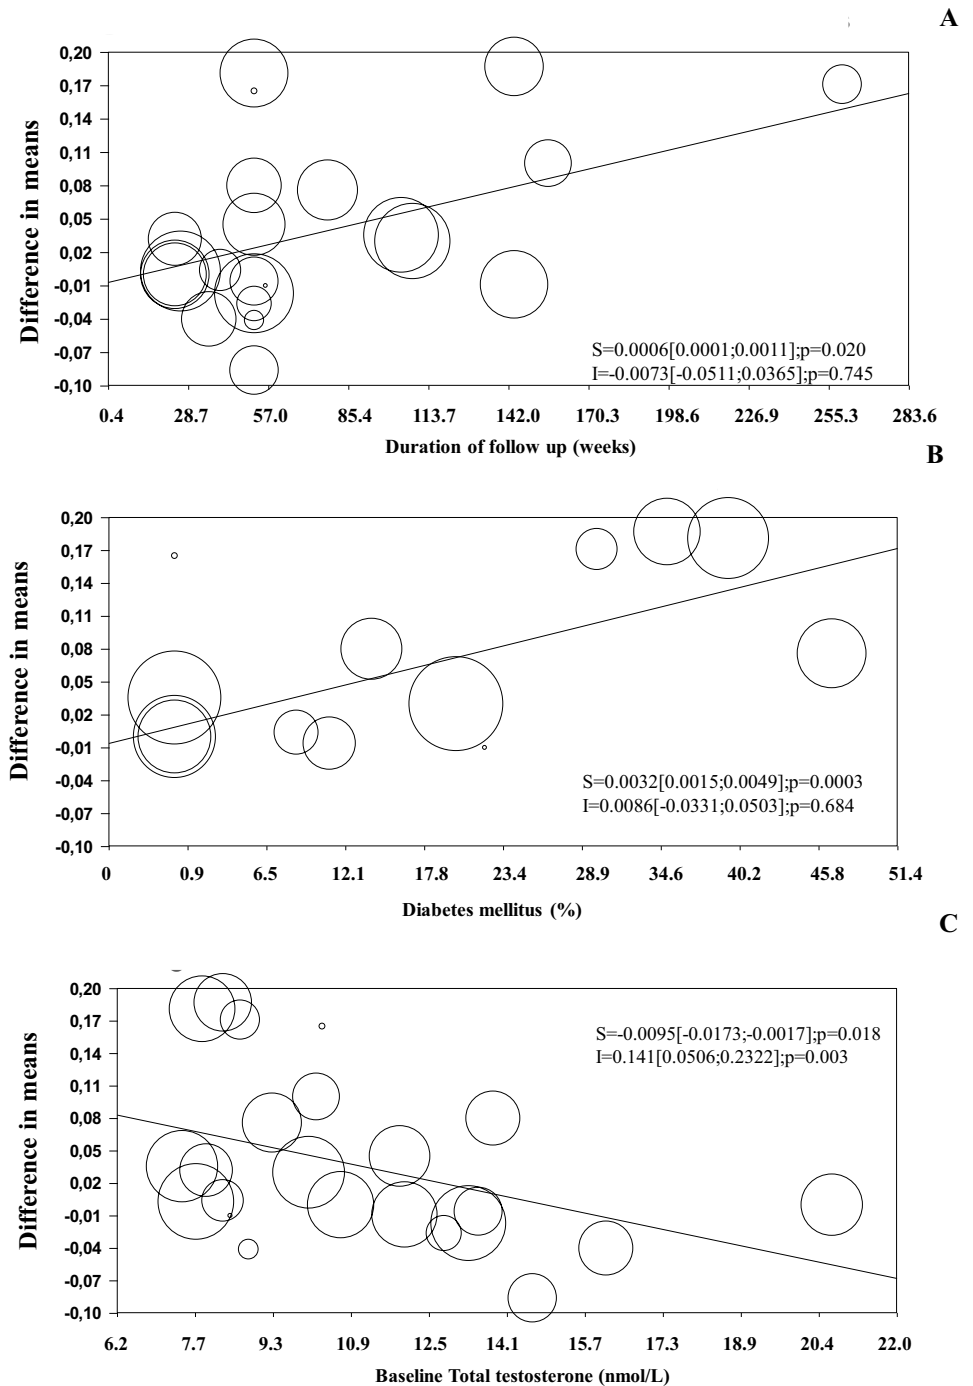 A
0,20
0,17
0,14
0,11
0,08
0,05
0,02
-0,01
-0,04
-0,07
-0,10
Difference in means
S=0.0006[0.0001;0.0011];p=0.020
I=-0.0073[-0.0511;0.0365];p=0.745
0.4 28.7 57.0 85.4 113.7 142.0 170.3 198.6 226.9 255.3 283.6
Duration of follow up (weeks)
B
0,20
0,17
0,14
0,11
0,08
0,05
0,02
-0,01
-0,04
-0,07
-0,10
Difference in means
S=0.0032[0.0015;0.0049];p=0.0003
I=0.0086[-0.0331;0.0503];p=0.684
0 0.9 6.5 12.1 17.8 23.4 28.9 34.6 40.2 45.8 51.4
Diabetes mellitus (%)
C
0,20
0,17
0,14
0,11
0,08
0,05
0,02
-0,01
-0,04
-0,07
-0,10
Difference in means
S=-0.0095[-0.0173;-0.0017];p=0.018
I=0.141[0.0506;0.2322];p=0.003
6.2 7.7 9.3 10.9 12.5 14.1 15.7 17.3 18.9 20.4 22.0
Baseline Total testosterone (nmol/L)